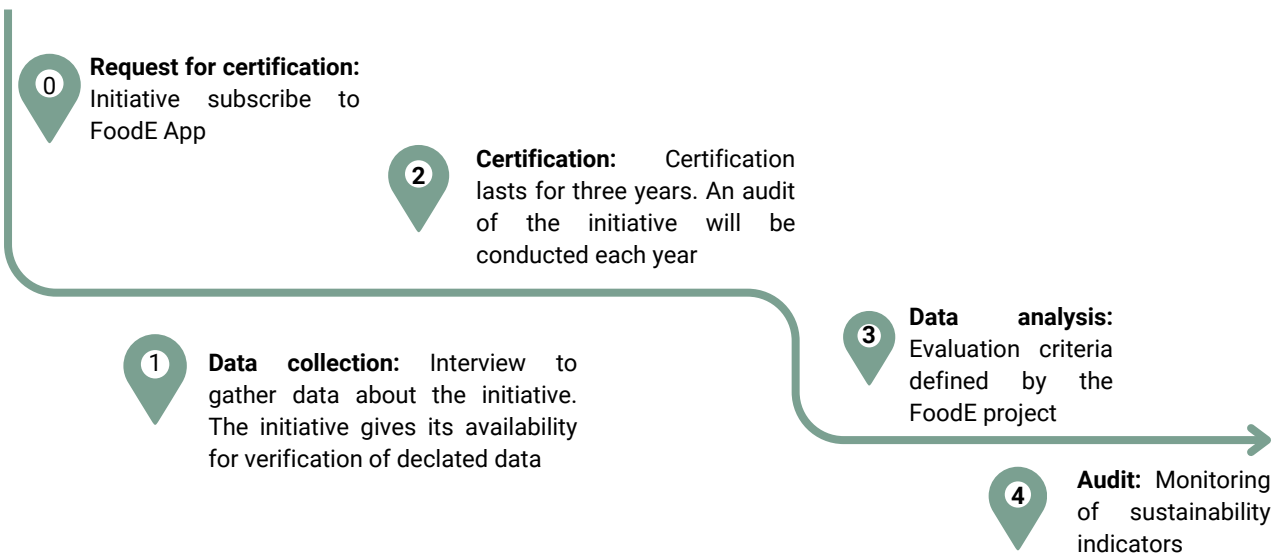 0
Request for certification:
Initiative subscribe to
FoodE App
2
Certification: Certification
lasts for three years. An audit
of the initiative will be
conducted each year
1
Data collection: Interview to
gather data about the initiative.
The initiative gives its availability
for verification of declated data
3
Data analysis:
Evaluation criteria
defined by the
FoodE project
4
Audit: Monitoring
of sustainability
indicators